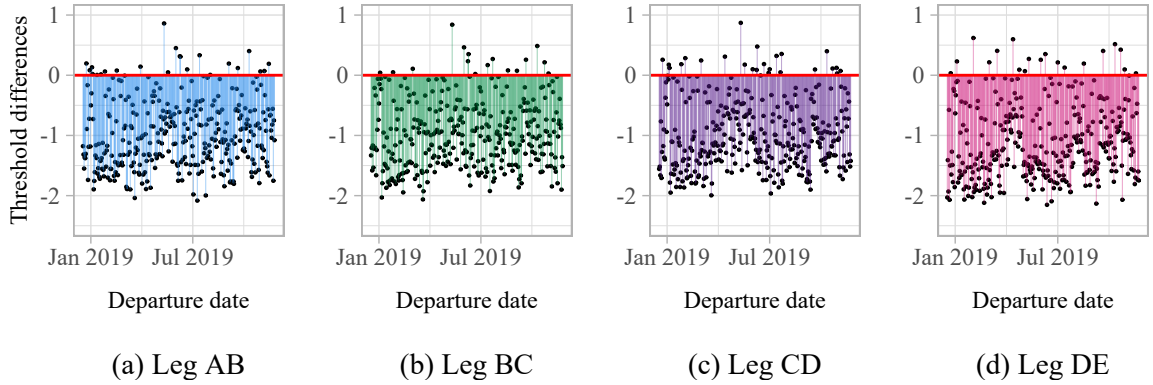 Threshold differences
1
0
-1
-2
Jan 2019 Jul 2019
Departure date
(a) Leg AB
1
0
-1
-2
Jan 2019 Jul 2019
Departure date
(b) Leg BC
1
0
-1
-2
Jan 2019 Jul 2019
Departure date
(c) Leg CD
1
0
-1
-2
Jan 2019 Jul 2019
Departure date
(d) Leg DE